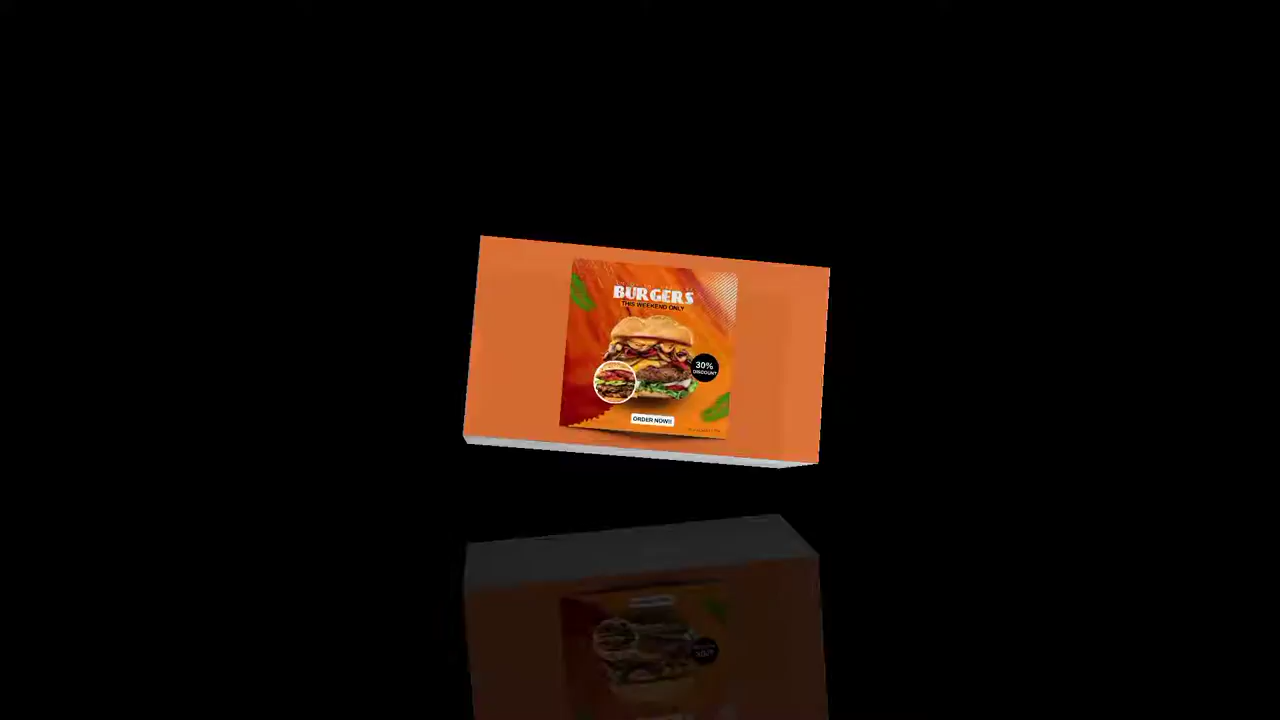 BURGERS
THIS WEEKEND ONLY
30%
DISCOUNT
ORDER NOW!!